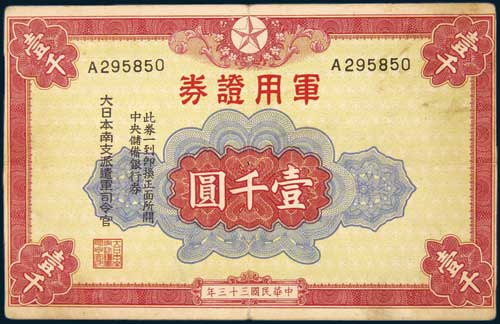 壹千
壹千
A295850
A295850
軍用證券
壹千圓
此券一到即換正面所開
中央儲備銀行券
大日本南支派遣軍司令官
壹千
壹千
中華民國三十三年